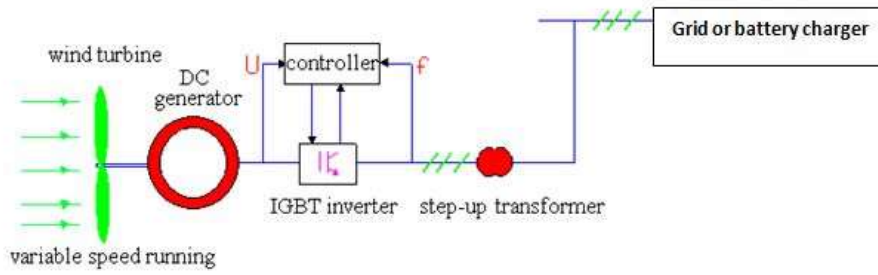 Grid or battery charger
wind turbine
DC
generator
U
controller
f
IGBT inverter
step-up transformer
variable speed running